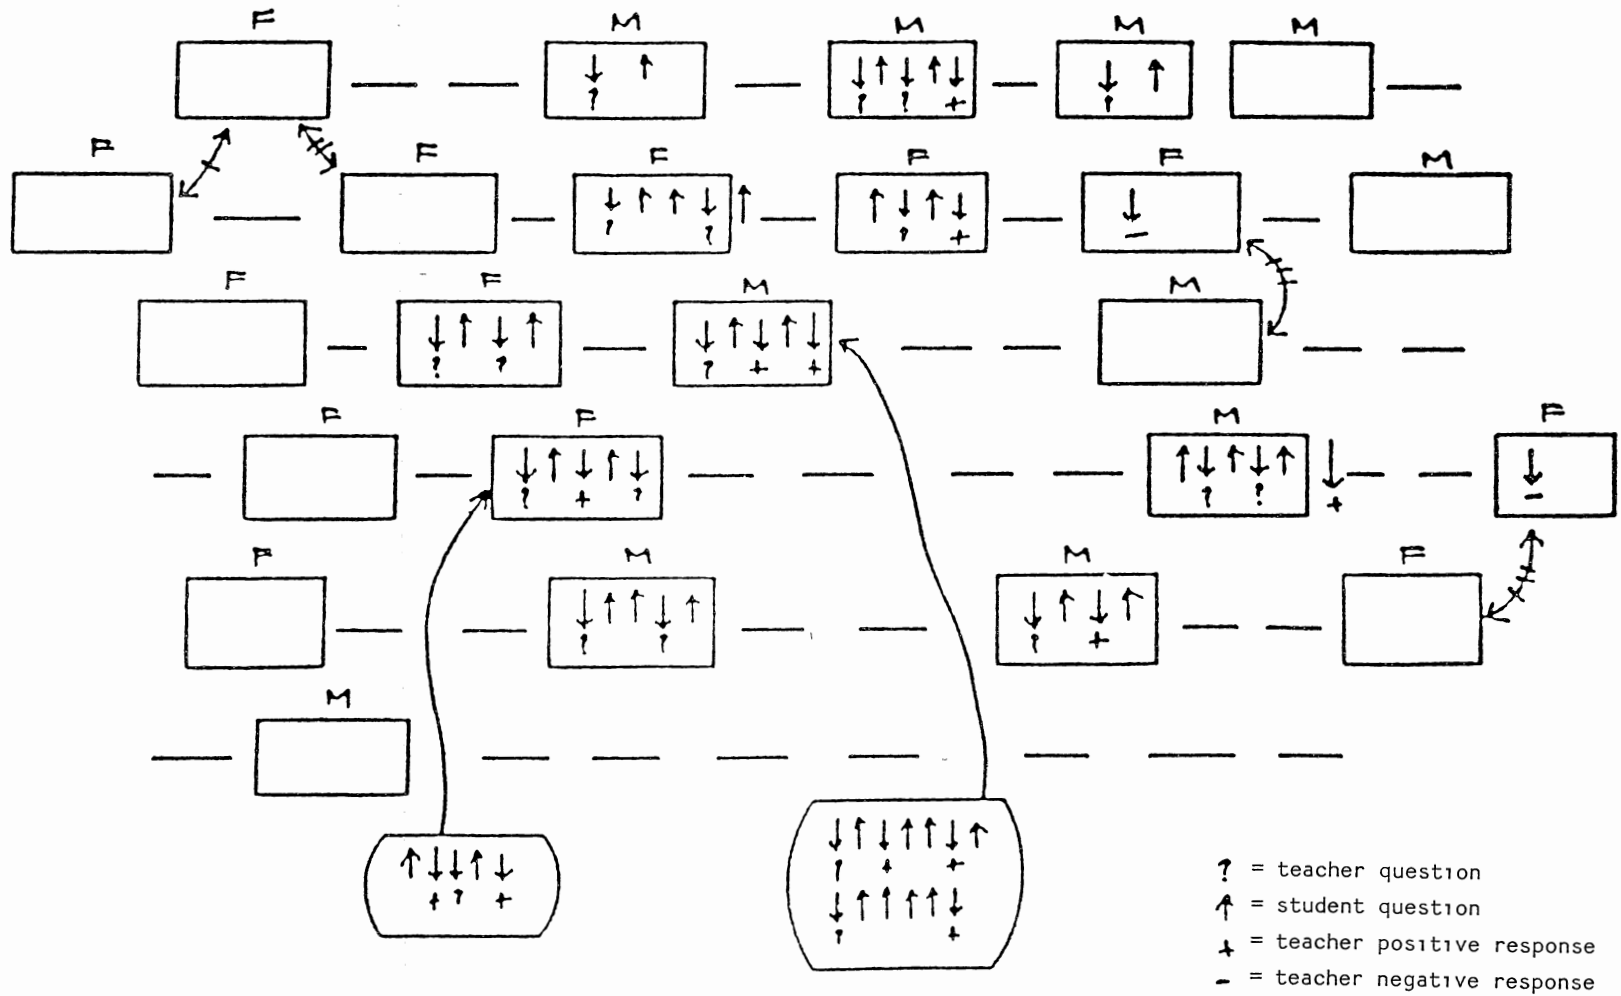 F M M M M
? ? ? + ?
F F F F F M
? ? ? + −
F F M M
? ? ? + +
F F M F
? + ? ? ? + −
F M M F
? ? ? +
M
+ ? + ? + +
? +
? = teacher question
↑ = student question
+ = teacher positive response
− = teacher negative response